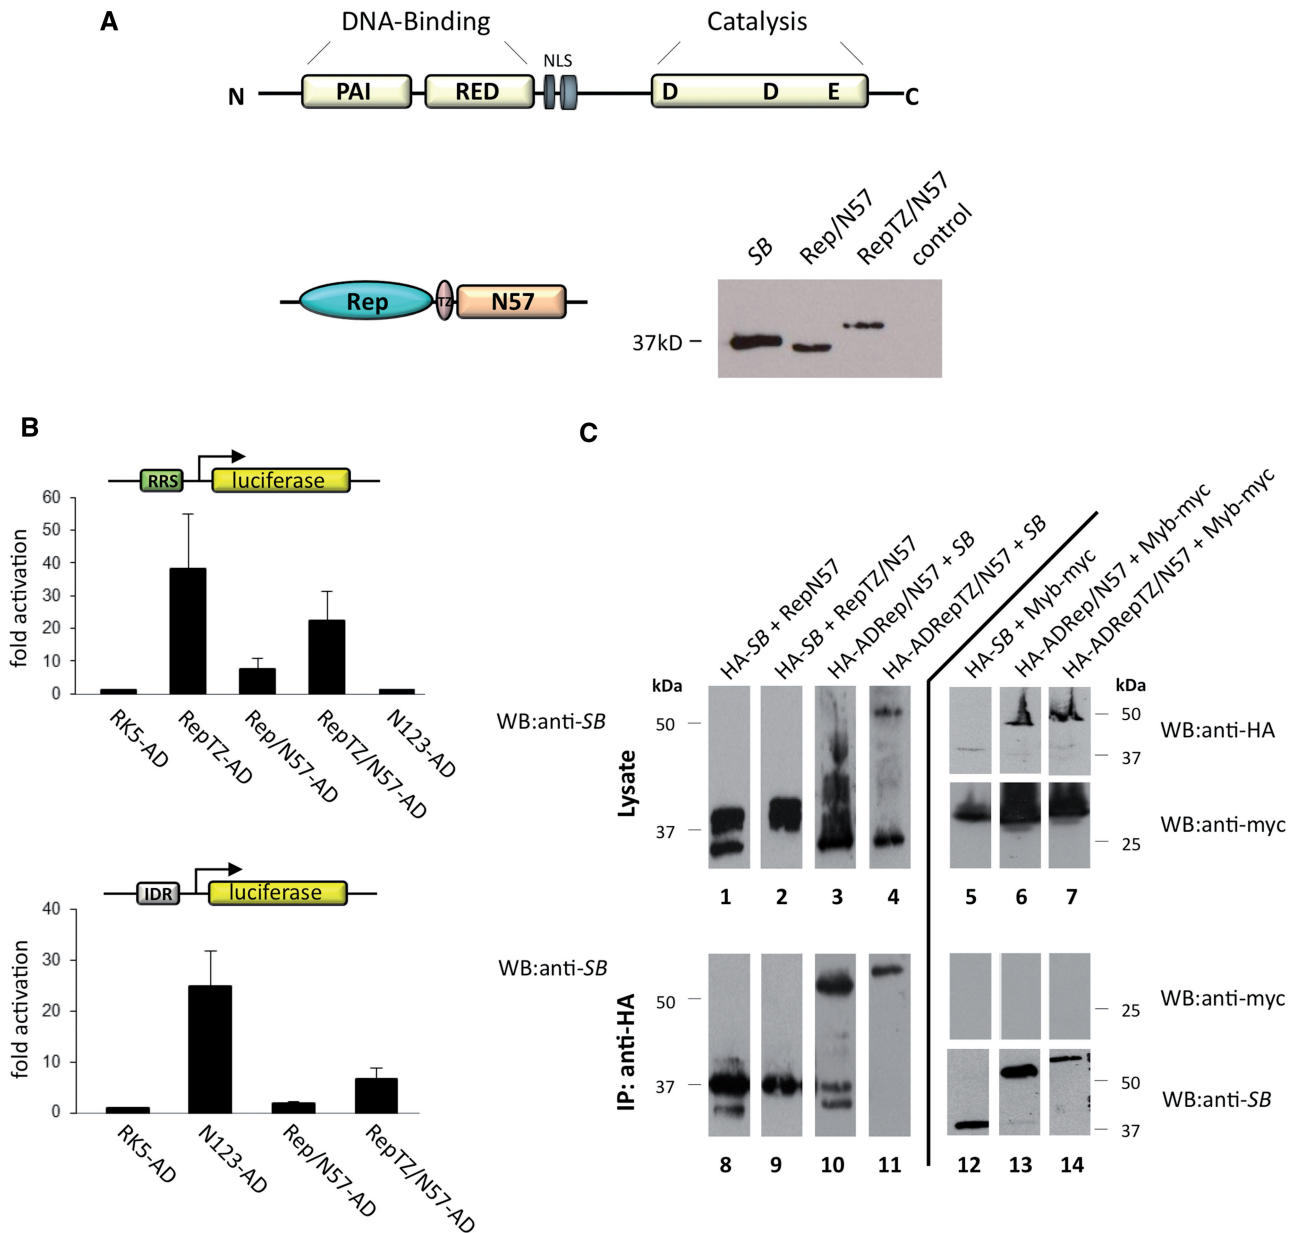 A
DNA-Binding
Catalysis
NLS
N
PAI
RED
D
D
E
C
SB
Rep/N57
RepTZ/N57
control
Rep
TZ
N57
37kD
B
RRS
luciferase
fold activation
60
50
40
30
20
10
0
RK5-AD
RepTZ-AD
Rep/N57-AD
RepTZ/N57-AD
N123-AD
IDR
luciferase
fold activation
40
30
20
10
0
RK5-AD
N123-AD
Rep/N57-AD
RepTZ/N57-AD
C
HA-SB + RepN57
HA-SB + RepTZ/N57
HA-ADRep/N57 + SB
HA-ADRepTZ/N57 + SB
HA-SB + Myb-myc
HA-ADRep/N57 + Myb-myc
HA-ADRepTZ/N57 + Myb-myc
kDa
kDa
WB:anti-SB
Lysate
50
37
50
37
WB:anti-HA
25
WB:anti-myc
1
2
3
4
5
6
7
WB:anti-SB
IP: anti-HA
50
37
25
WB:anti-myc
50
37
WB:anti-SB
8
9
10
11
12
13
14